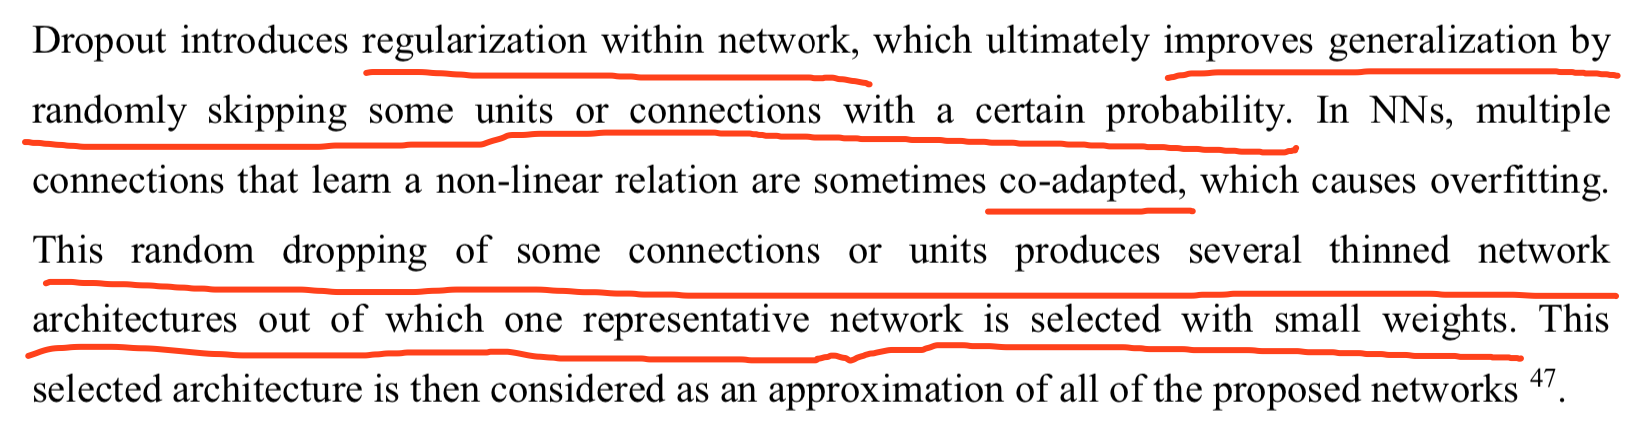 Dropout introduces regularization within network, which ultimately improves generalization by
randomly skipping some units or connections with a certain probability. In NNs, multiple
connections that learn a non-linear relation are sometimes co-adapted, which causes overfitting.
This random dropping of some connections or units produces several thinned network
architectures out of which one representative network is selected with small weights. This
selected architecture is then considered as an approximation of all of the proposed networks 47.